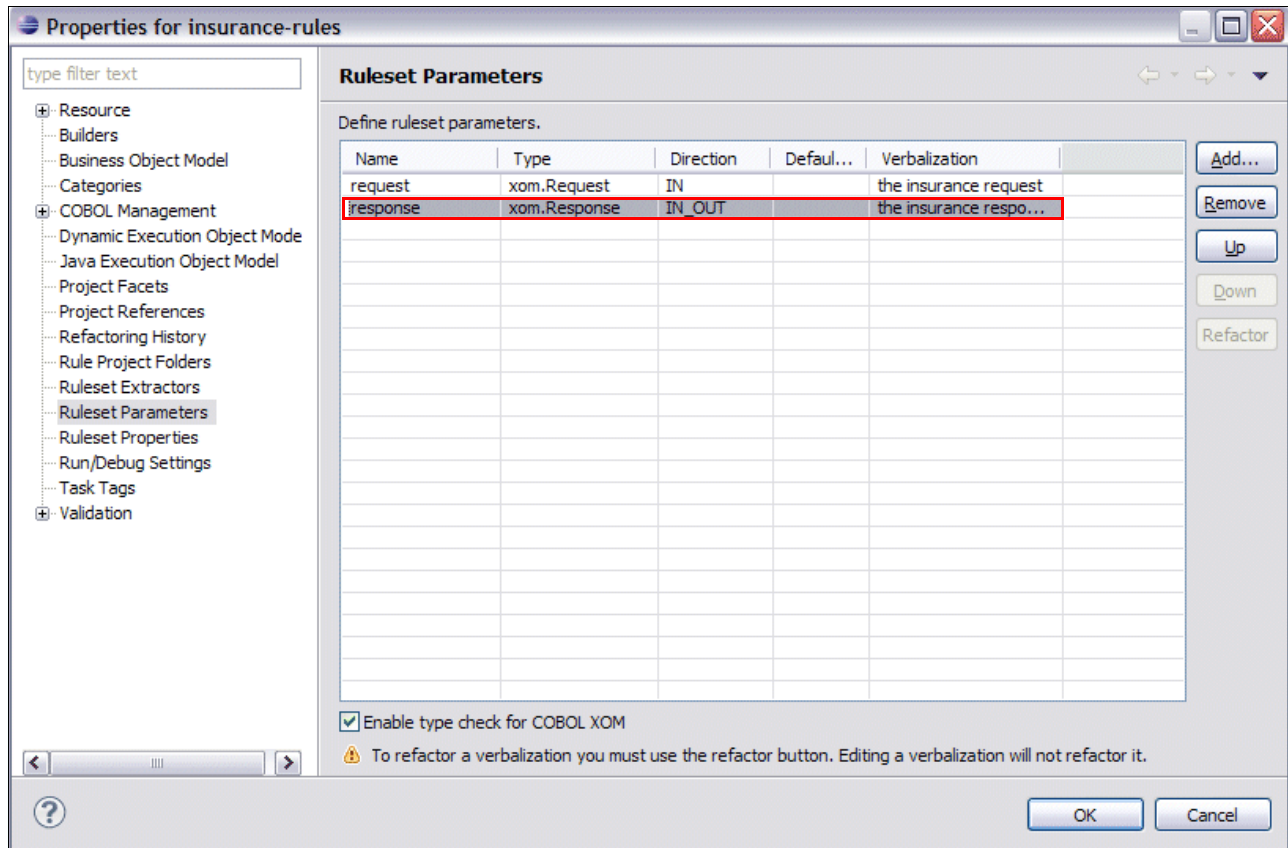 Properties for insurance-rules
type filter text
Resource
Builders
Business Object Model
Categories
COBOL Management
Dynamic Execution Object Mode
Java Execution Object Model
Project Facets
Project References
Refactoring History
Rule Project Folders
Ruleset Extractors
Ruleset Parameters
Ruleset Properties
Run/Debug Settings
Task Tags
Validation
Ruleset Parameters
Define ruleset parameters.
Name Type Direction Defaul... Verbalization
request xom.Request IN the insurance request
response xom.Response IN_OUT the insurance respo...
Add...
Remove
Up
Down
Refactor
Enable type check for COBOL XOM
To refactor a verbalization you must use the refactor button. Editing a verbalization will not refactor it.
?
OK Cancel